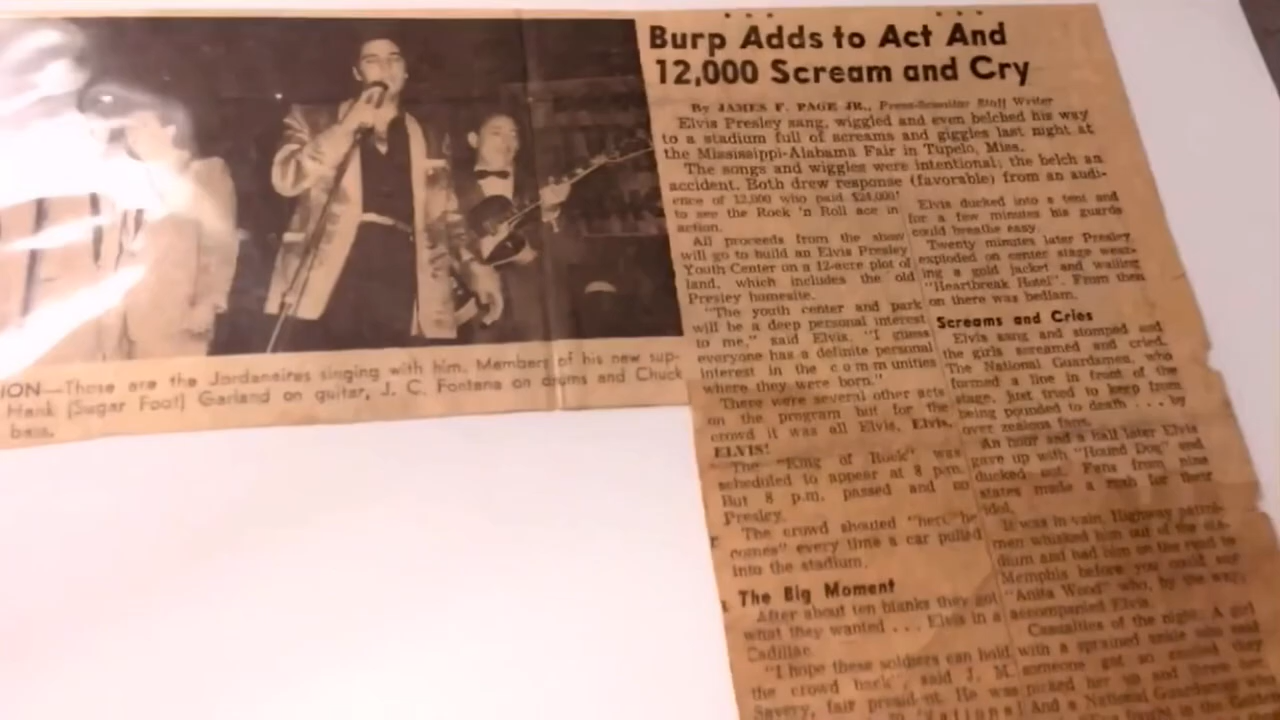 Burp Adds to Act And
12,000 Scream and Cry
By JAMES F. PAGE JR., Press-Scimitar Staff Writer
Elvis Presley sang, wiggled and even belched his way
to a stadium full of screams and giggles last night at
the Mississippi-Alabama Fair in Tupelo, Miss.
The songs and wiggles were intentional; the belch an
accident. Both drew response (favorable) from an audi-
ence of 12,000 who paid $24,000
to see the Rock 'n Roll ace in
action.
All proceeds from the show
will go to build an Elvis Presley
Youth Center on a 12-acre plot of
land, which includes the old
Presley homesite.
"The youth center and park
will be a deep personal interest
to me," said Elvis. "I guess
everyone has a definite personal
interest in the communities
where they were born."
There were several other acts
on the program but for the
crowd it was all Elvis, Elvis,
ELVIS!
The "King of Rock" was
scheduled to appear at 8 p.m.
But 8 p.m. passed and no
Presley.
The crowd shouted "here he
comes" every time a car pulled
into the stadium.
The Big Moment
After about ten blanks they got
what they wanted . . . Elvis in a
Cadillac.
"I hope these soldiers can hold
the crowd back", said J. M.
Savery, fair president. He was
National
Elvis ducked into a tent and
for a few minutes his guards
could breathe easy.
Twenty minutes later Presley
exploded on center stage wear-
ing a gold jacket and wailing
"Heartbreak Hotel". From then
on there was bedlam.
Screams and Cries
Elvis sang and stomped and
the girls screamed and cried.
The National Guardsmen, who
formed a line in front of the
stage, just tried to keep from
being pounded to death . . . by
over zealous fans.
An hour and a half later Elvis
gave up with "Hound Dog" and
ducked out. Fans from nine
states made a mash for their
idol.
It was in vain. Highway patrol-
men whisked him out of the sta-
dium and had him on the road to
Memphis before you could say
"Anita Wood" who, by the way,
accompanied Elvis.
Casualties of the night: A girl
with a sprained ankle who said
someone got so excited they
picked her up and threw her.
And a National Guardsman who
ION—These are the Jordanaires singing with him. Members of his new sup-
Hank (Sugar Foot) Garland on guitar, J. C. Fontana on drums and Chuck
bass.